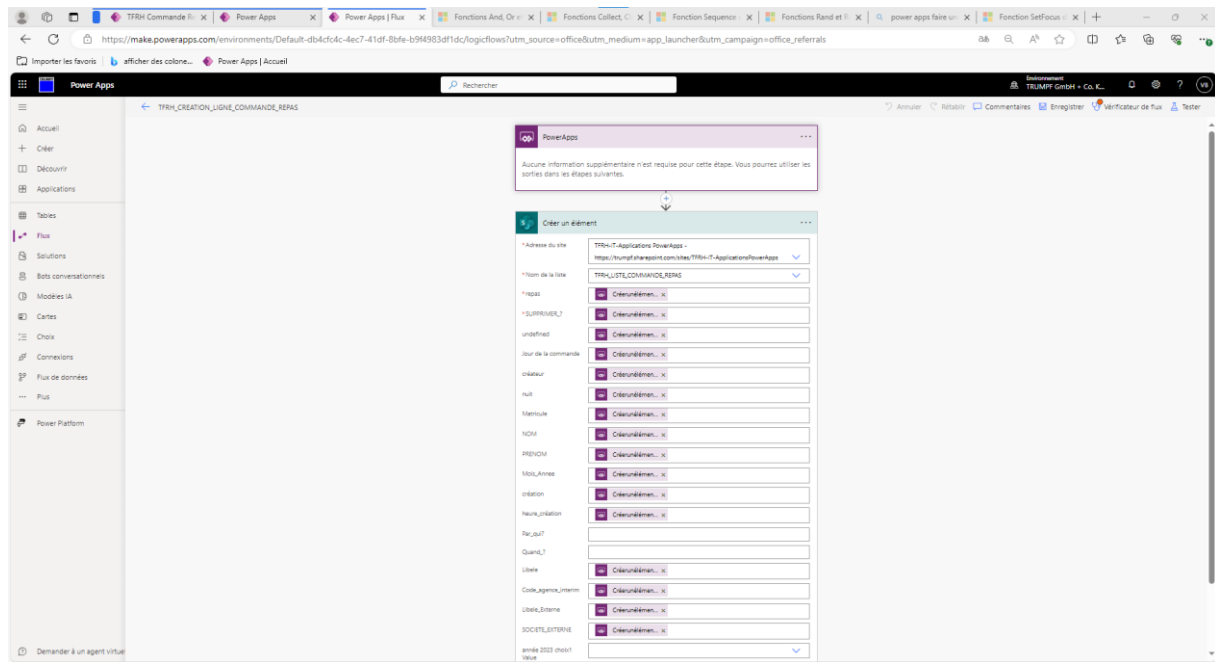 TFRH Commande R
Power Apps
Power Apps | Flux
Fonctions And, Or e
Fonctions Collect, C
Fonction Sequence
Fonctions Rand et R
power apps faire un
Fonction SetFocus d
https://make.powerapps.com/environments/Default-db4cfc4c-4ec7-41df-8bfe-b9f4983df1dc/logicflows?utm_source=office&utm_medium=app_launcher&utm_campaign=office_referrals
Importer les favoris
afficher des colone...
Power Apps | Accueil
Power Apps
Rechercher
Environnement
TRUMPF GmbH + Co. K...
VB
TFRH_CREATION_LIGNE_COMMANDE_REPAS
Annuler
Rétablir
Commentaires
Enregistrer
Vérificateur de flux
Tester
Accueil
Créer
Découvrir
Applications
Tables
Flux
Solutions
Bots conversationnels
Modèles IA
Cartes
Choix
Connexions
Flux de données
Plus
Power Platform
Demander à un agent virtuel
PowerApps
Aucune information supplémentaire n'est requise pour cette étape. Vous pourrez utiliser les
sorties dans les étapes suivantes.
Créer un élément
* Adresse du site
TFRH-IT-Applications PowerApps -
https://trumpf.sharepoint.com/sites/TFRH-IT-ApplicationsPowerApps
* Nom de la liste
TFRH_LISTE_COMMANDE_REPAS
* repas
Créerunélémen... x
* SUPPRIMER_?
Créerunélémen... x
undefined
Créerunélémen... x
Jour de la commande
Créerunélémen... x
créateur
Créerunélémen... x
nuit
Créerunélémen... x
Matricule
Créerunélémen... x
NOM
Créerunélémen... x
PRENOM
Créerunélémen... x
Mois_Annee
Créerunélémen... x
création
Créerunélémen... x
heure_création
Créerunélémen... x
Par_qui?
Quand_?
Libele
Créerunélémen... x
Code_agence_interim
Créerunélémen... x
Libele_Externe
Créerunélémen... x
SOCIETE_EXTERNE
Créerunélémen... x
année 2023 choix1
Value